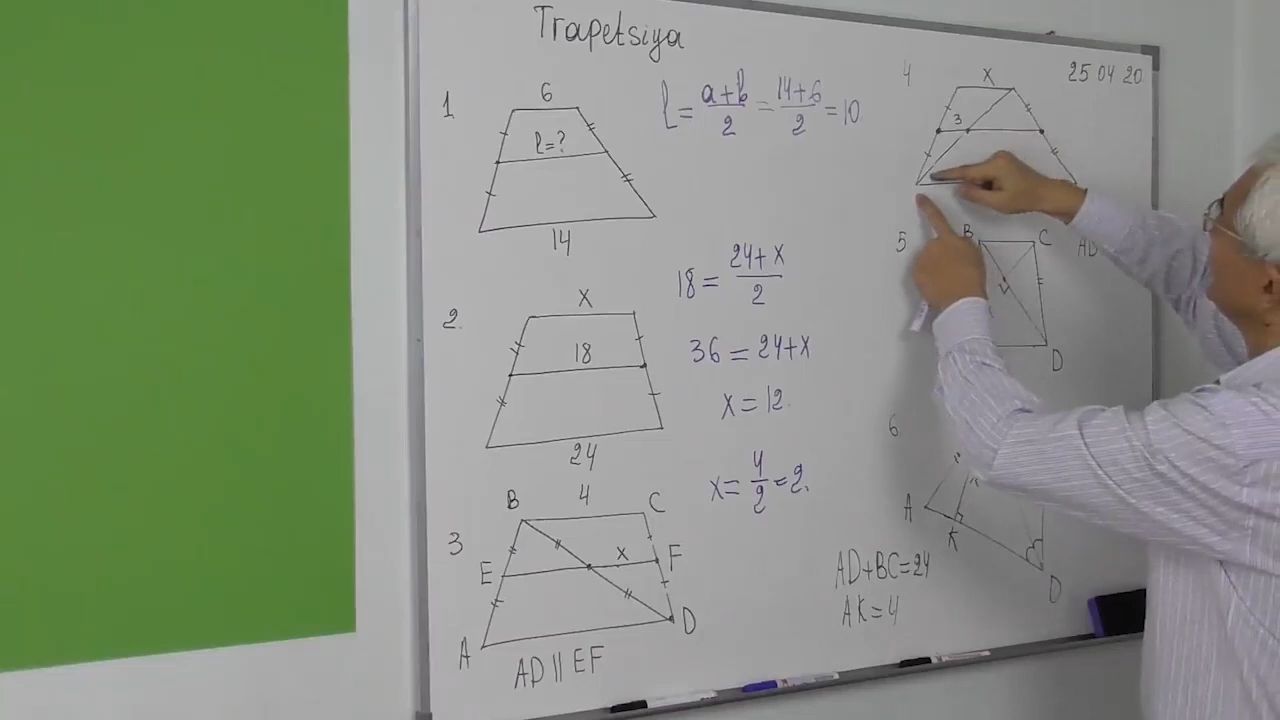 Trapetsiya
25 04 20
1
6
l=?
14
l = a+b/2 = 14+6/2 = 10
2.
X
18
24
18 = 24+x/2
36 = 24+x
x = 12.
3
B 4 C
E x F
A D
AD || EF
x = 4/2 = 2.
4
X
3
5
B C
D
AD
6
A
K
D
AD+BC=24
AK=4